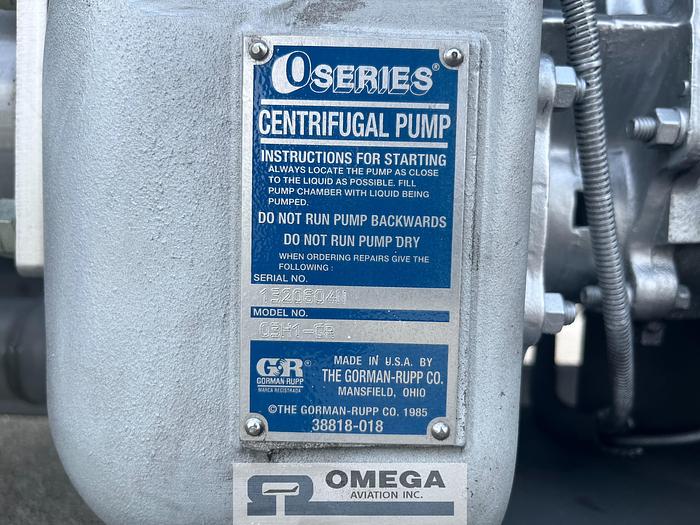 O SERIES®
CENTRIFUGAL PUMP
INSTRUCTIONS FOR STARTING
ALWAYS LOCATE THE PUMP AS CLOSE
TO THE LIQUID AS POSSIBLE. FILL
PUMP CHAMBER WITH LIQUID BEING
PUMPED.
DO NOT RUN PUMP BACKWARDS
DO NOT RUN PUMP DRY
WHEN ORDERING REPAIRS GIVE THE
FOLLOWING :
SERIAL NO.
MODEL NO.
03H1-GR
GR®
GORMAN-RUPP
MARCA REGISTRADA
MADE IN U.S.A. BY
THE GORMAN-RUPP CO.
MANSFIELD, OHIO
©THE GORMAN-RUPP CO. 1985
38818-018
OMEGA
AVIATION INC.